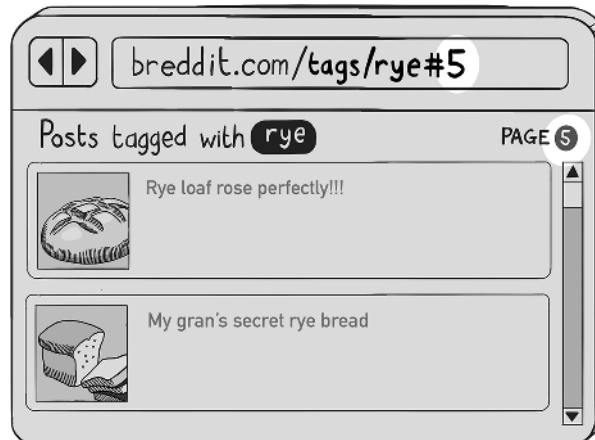 breddit.com/tags/rye#5
Posts tagged with rye
PAGE 5
Rye loaf rose perfectly!!!
My gran's secret rye bread